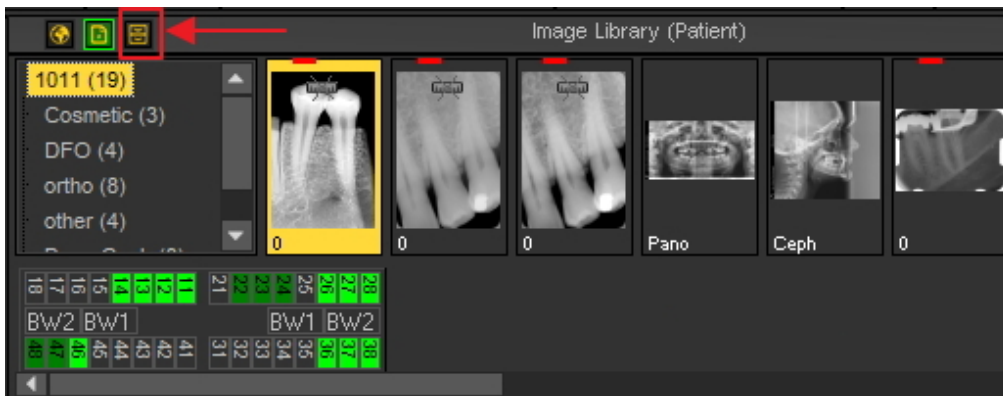 Image Library (Patient)
1011 (19)
Cosmetic (3)
DFO (4)
ortho (8)
other (4)
0
0
0
Pano
Ceph
0
18 17 16 15 14 13 12 11 21 22 23 24 25 26 27 28
BW2 BW1 BW1 BW2
48 47 46 45 44 43 42 41 31 32 33 34 35 36 37 38